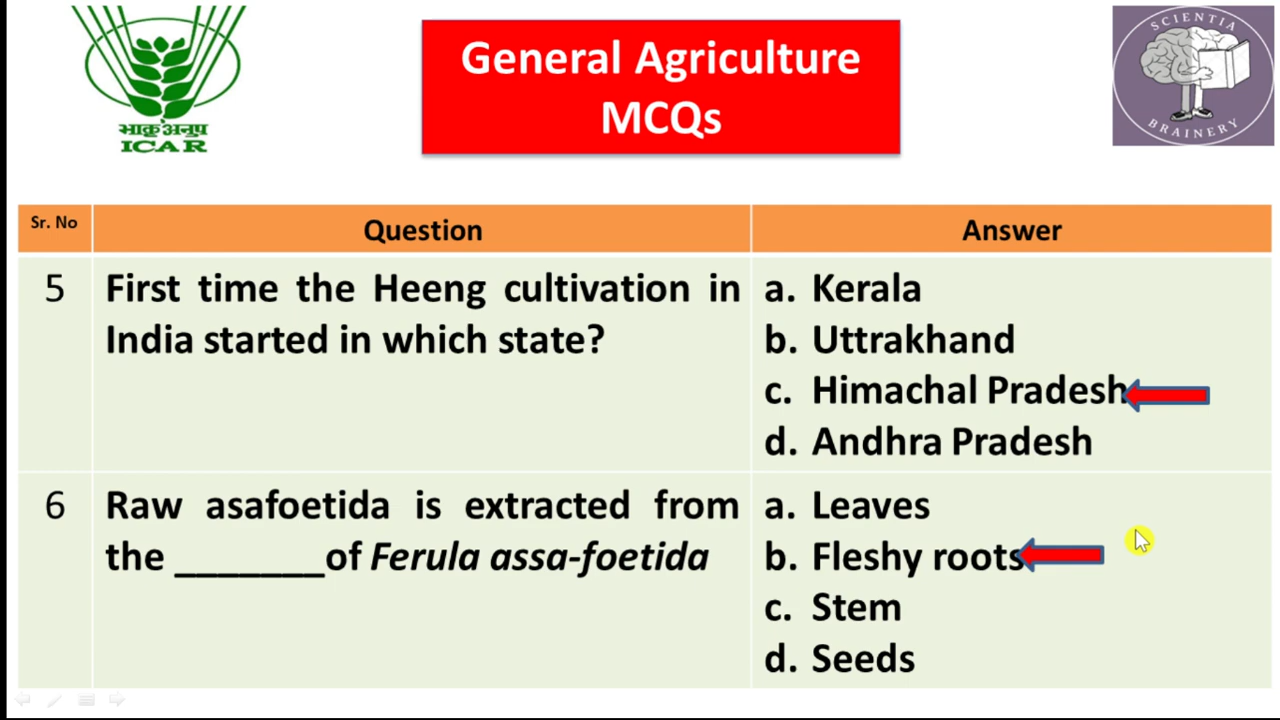 भाकृअनुप
ICAR
General Agriculture
MCQs
SCIENTIA
BRAINERY
Sr. No
Question
Answer
5
First time the Heeng cultivation in
India started in which state?
a. Kerala
b. Uttrakhand
c. Himachal Pradesh
d. Andhra Pradesh
6
Raw asafoetida is extracted from
the _______of Ferula assa-foetida
a. Leaves
b. Fleshy roots
c. Stem
d. Seeds